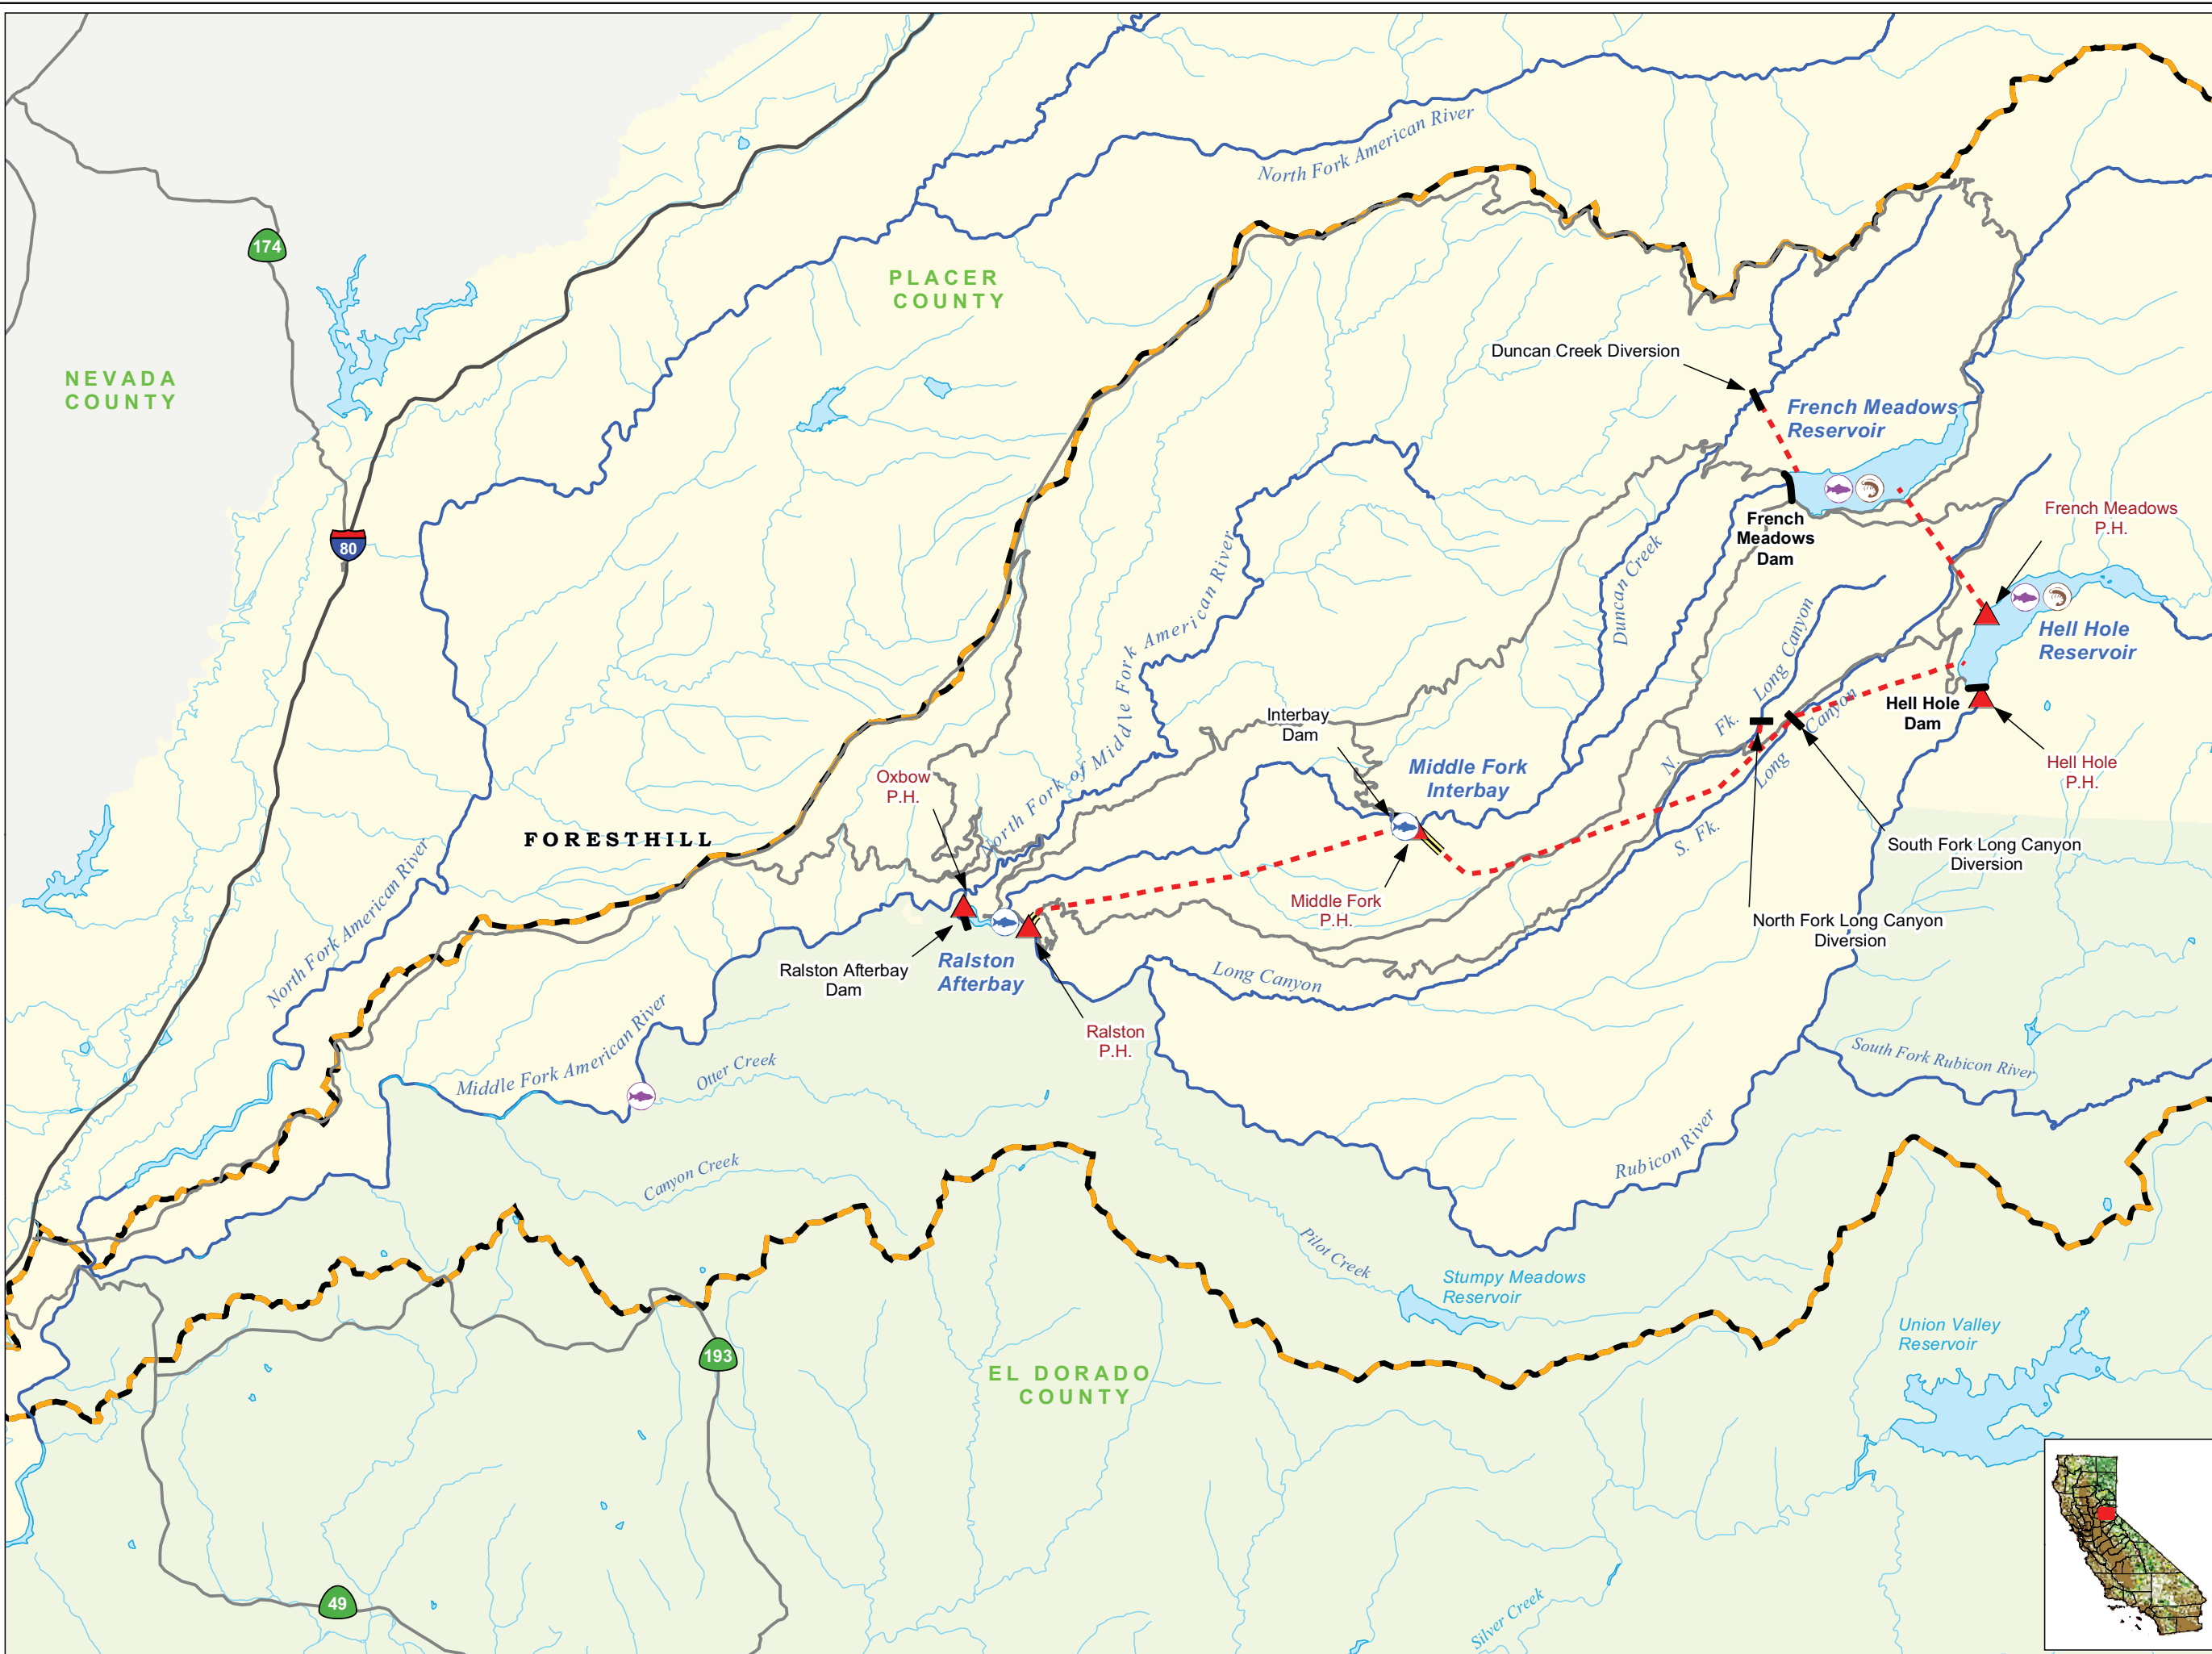 North Fork American River
174
PLACER
COUNTY
NEVADA
COUNTY
Duncan Creek Diversion
French Meadows
Reservoir
French Meadows
P.H.
French
Meadows
Dam
80
Duncan Creek
Hell Hole
Reservoir
Long Canyon
N.
Fk.
Hell Hole
Dam
Hell Hole
P.H.
Long
Canyon
S. Fk.
Interbay
Dam
Middle Fork
Interbay
North Fork of Middle Fork American River
Oxbow
P.H.
FORESTHILL
South Fork Long Canyon
Diversion
North Fork Long Canyon
Diversion
Middle Fork
P.H.
North Fork American River
Ralston Afterbay
Dam
Ralston
Afterbay
Long Canyon
Ralston
P.H.
Middle Fork American River
Otter Creek
South Fork Rubicon River
Rubicon River
Canyon Creek
Pilot Creek
Stumpy Meadows
Reservoir
Union Valley
Reservoir
193
EL DORADO
COUNTY
49
Silver Creek